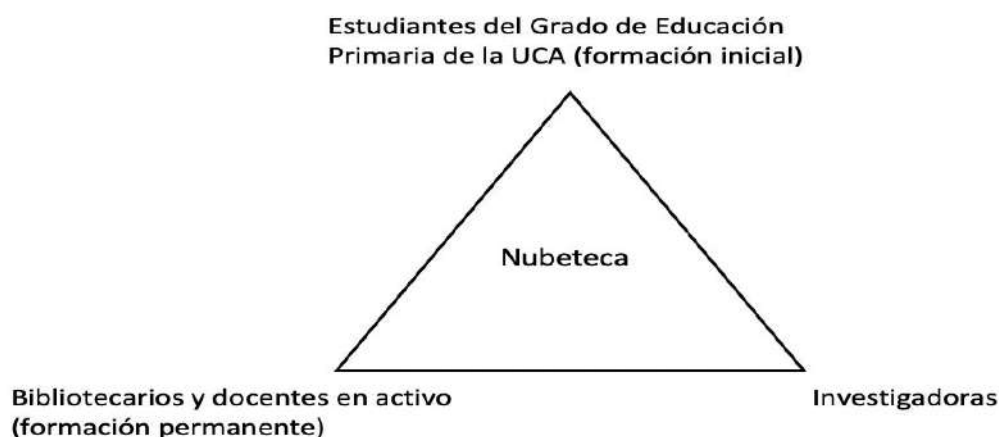 Estudiantes del Grado de Educación
Primaria de la UCA (formación inicial)
Nubeteca
Bibliotecarios y docentes en activo
(formación permanente)
Investigadoras